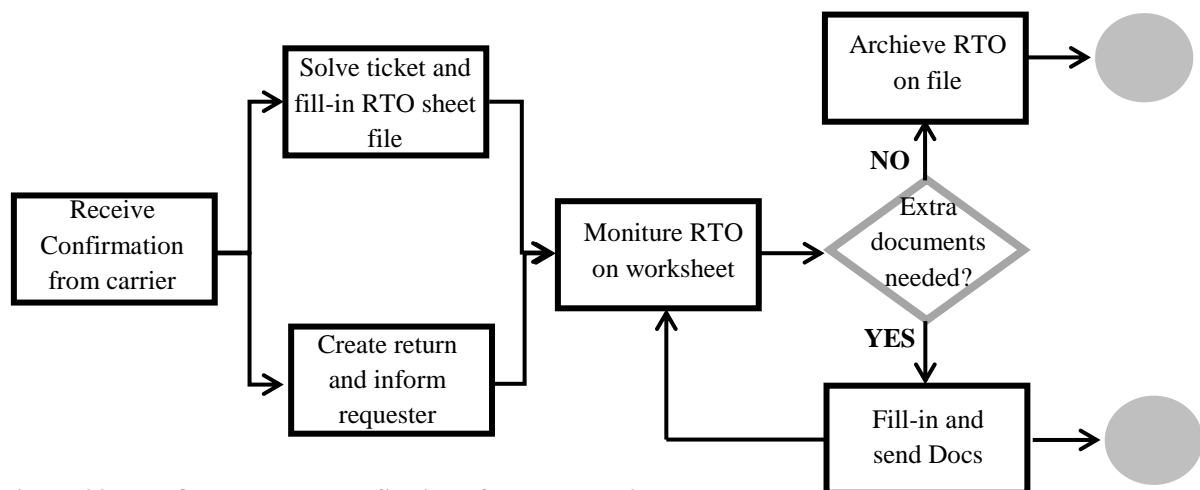 Receive
Confirmation
from carrier
Solve ticket and
fill-in RTO sheet
file
Create return
and inform
requester
Moniture RTO
on worksheet
Extra
documents
needed?
NO
Archieve RTO
on file
YES
Fill-in and
send Docs